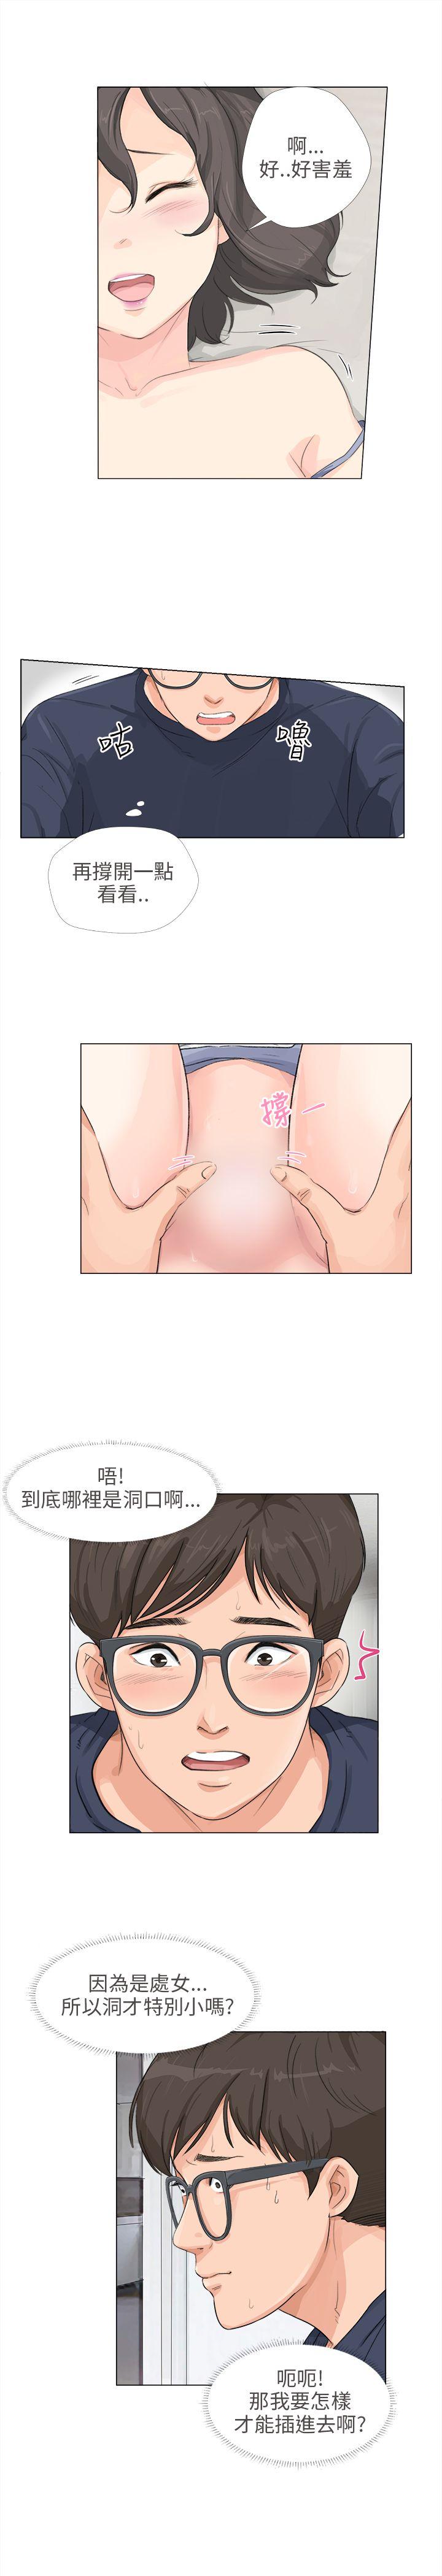 啊...
好..好害羞
咕
嚕
再撐開一點
看看..
撐一
唔!
到底哪裡是洞口啊...
因為是處女...
所以洞才特別小嗎?
呃呃!
那我要怎樣
才能插進去啊?